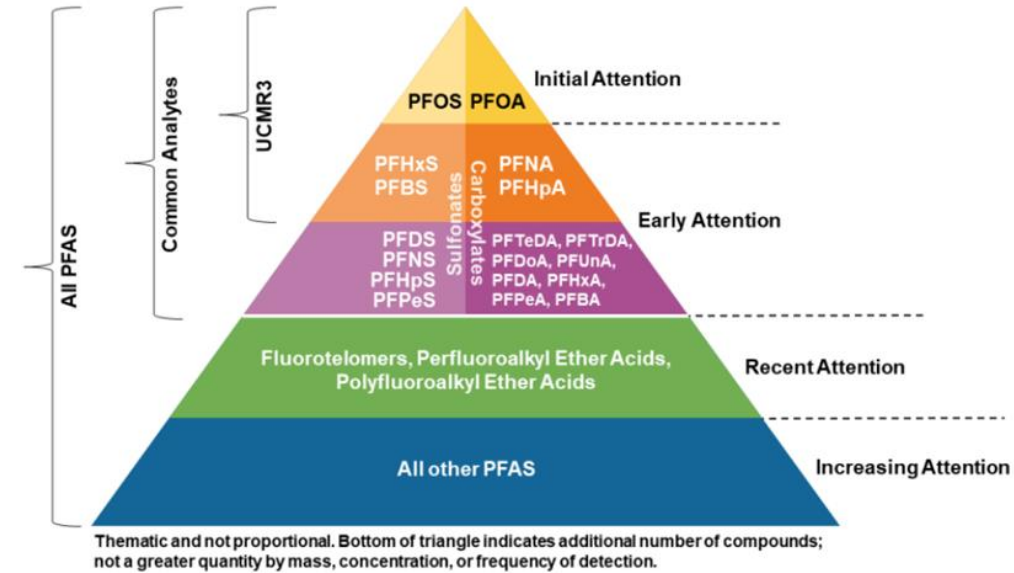 All PFAS
Common Analytes
UCMR3
PFOS PFOA
Initial Attention
PFHxS
PFBS
Sulfonates
Carboxylates
PFNA
PFHpA
Early Attention
PFDS
PFNS
PFHpS
PFPeS
PFTeDA, PFTrDA,
PFDoA, PFUnA,
PFDA, PFHxA,
PFPeA, PFBA
Fluorotelomers, Perfluoroalkyl Ether Acids,
Polyfluoroalkyl Ether Acids
Recent Attention
All other PFAS
Increasing Attention
Thematic and not proportional. Bottom of triangle indicates additional number of compounds;
not a greater quantity by mass, concentration, or frequency of detection.